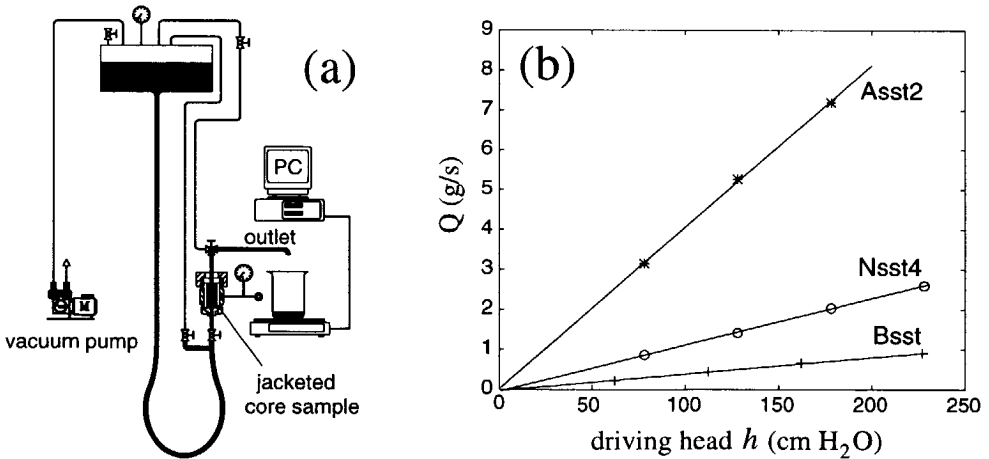 (a)
PC
outlet
M
vacuum pump
jacketed
core sample
(b)
Q (g/s)
9
8
7
6
5
4
3
2
1
0
Asst2
Nsst4
Bsst
0 50 100 150 200 250
driving head h (cm H₂O)